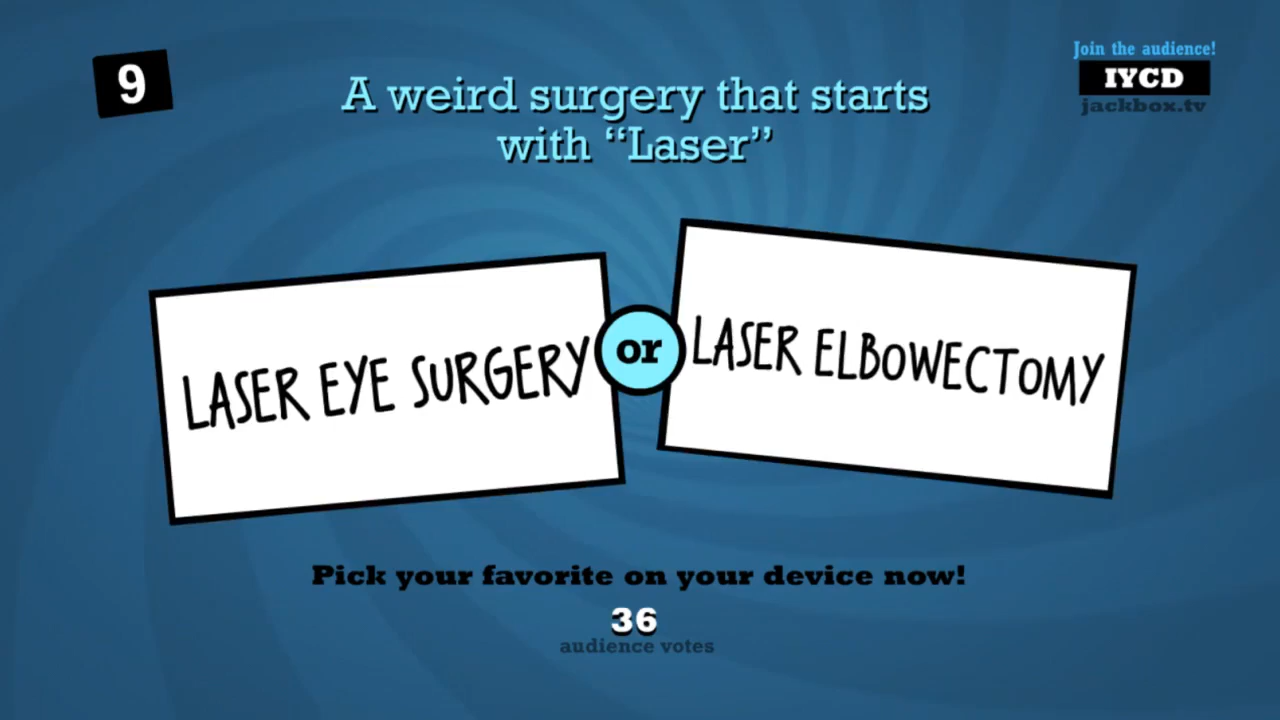 9
Join the audience!
IYCD
jackbox.tv
A weird surgery that starts
with “Laser”
LASER EYE SURGERY
or
LASER ELBOWECTOMY
Pick your favorite on your device now!
36
audience votes